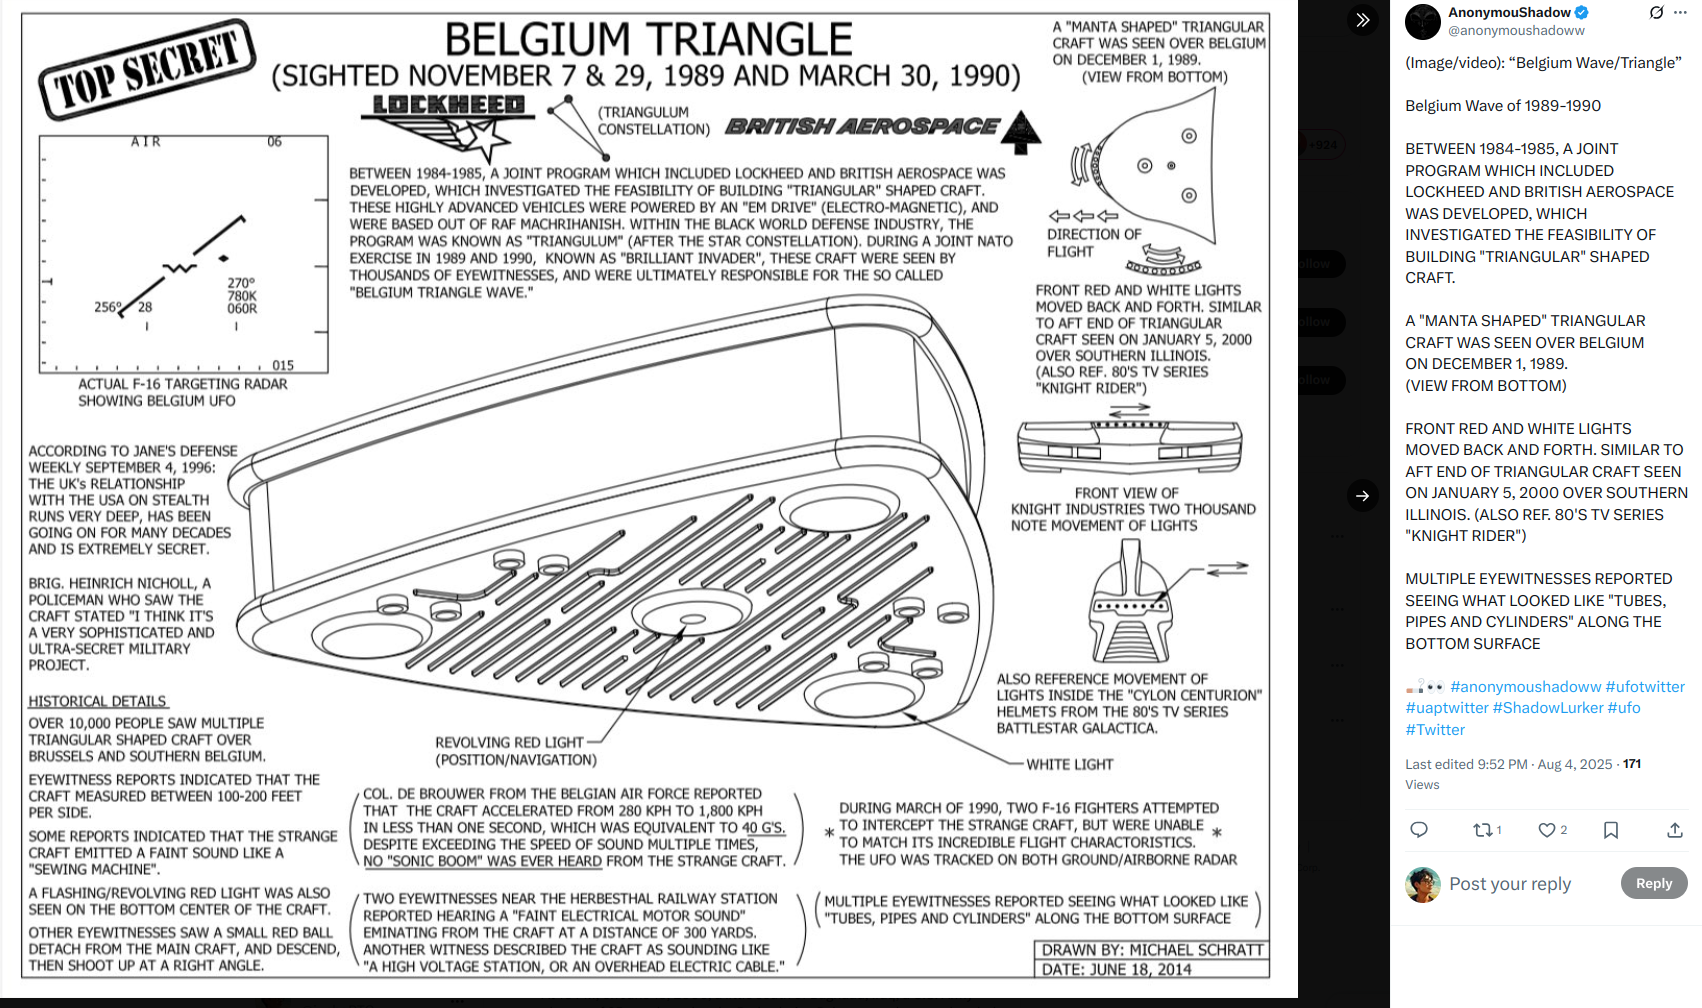 TOP SECRET
BELGIUM TRIANGLE
(SIGHTED NOVEMBER 7 & 29, 1989 AND MARCH 30, 1990)
LOCKHEED
(TRIANGULUM
CONSTELLATION)
BRITISH AEROSPACE
AIR 06
256° 28
270°
780K
060R
015
ACTUAL F-16 TARGETING RADAR
SHOWING BELGIUM UFO
BETWEEN 1984-1985, A JOINT PROGRAM WHICH INCLUDED LOCKHEED AND BRITISH AEROSPACE WAS
DEVELOPED, WHICH INVESTIGATED THE FEASIBILITY OF BUILDING "TRIANGULAR" SHAPED CRAFT.
THESE HIGHLY ADVANCED VEHICLES WERE POWERED BY AN "EM DRIVE" (ELECTRO-MAGNETIC), AND
WERE BASED OUT OF RAF MACHRIHANISH. WITHIN THE BLACK WORLD DEFENSE INDUSTRY, THE
PROGRAM WAS KNOWN AS "TRIANGULUM" (AFTER THE STAR CONSTELLATION). DURING A JOINT NATO
EXERCISE IN 1989 AND 1990, KNOWN AS "BRILLIANT INVADER", THESE CRAFT WERE SEEN BY
THOUSANDS OF EYEWITNESSES, AND WERE ULTIMATELY RESPONSIBLE FOR THE SO CALLED
"BELGIUM TRIANGLE WAVE."
A "MANTA SHAPED" TRIANGULAR
CRAFT WAS SEEN OVER BELGIUM
ON DECEMBER 1, 1989.
(VIEW FROM BOTTOM)
DIRECTION OF
FLIGHT
FRONT RED AND WHITE LIGHTS
MOVED BACK AND FORTH. SIMILAR
TO AFT END OF TRIANGULAR
CRAFT SEEN ON JANUARY 5, 2000
OVER SOUTHERN ILLINOIS.
(ALSO REF. 80'S TV SERIES
"KNIGHT RIDER")
FRONT VIEW OF
KNIGHT INDUSTRIES TWO THOUSAND
NOTE MOVEMENT OF LIGHTS
ALSO REFERENCE MOVEMENT OF
LIGHTS INSIDE THE "CYLON CENTURION"
HELMETS FROM THE 80'S TV SERIES
BATTLESTAR GALACTICA.
ACCORDING TO JANE'S DEFENSE
WEEKLY SEPTEMBER 4, 1996:
THE UK's RELATIONSHIP
WITH THE USA ON STEALTH
RUNS VERY DEEP, HAS BEEN
GOING ON FOR MANY DECADES
AND IS EXTREMELY SECRET.
BRIG. HEINRICH NICHOLL, A
POLICEMAN WHO SAW THE
CRAFT STATED "I THINK IT'S
A VERY SOPHISTICATED AND
ULTRA-SECRET MILITARY
PROJECT.
HISTORICAL DETAILS
OVER 10,000 PEOPLE SAW MULTIPLE
TRIANGULAR SHAPED CRAFT OVER
BRUSSELS AND SOUTHERN BELGIUM.
EYEWITNESS REPORTS INDICATED THAT THE
CRAFT MEASURED BETWEEN 100-200 FEET
PER SIDE.
SOME REPORTS INDICATED THAT THE STRANGE
CRAFT EMITTED A FAINT SOUND LIKE A
"SEWING MACHINE".
A FLASHING/REVOLVING RED LIGHT WAS ALSO
SEEN ON THE BOTTOM CENTER OF THE CRAFT.
OTHER EYEWITNESSES SAW A SMALL RED BALL
DETACH FROM THE MAIN CRAFT, AND DESCEND,
THEN SHOOT UP AT A RIGHT ANGLE.
REVOLVING RED LIGHT
(POSITION/NAVIGATION)
WHITE LIGHT
COL. DE BROUWER FROM THE BELGIAN AIR FORCE REPORTED
THAT THE CRAFT ACCELERATED FROM 280 KPH TO 1,800 KPH
IN LESS THAN ONE SECOND, WHICH WAS EQUIVALENT TO 40 G'S.
DESPITE EXCEEDING THE SPEED OF SOUND MULTIPLE TIMES,
NO "SONIC BOOM" WAS EVER HEARD FROM THE STRANGE CRAFT.
TWO EYEWITNESSES NEAR THE HERBESTHAL RAILWAY STATION
REPORTED HEARING A "FAINT ELECTRICAL MOTOR SOUND"
EMINATING FROM THE CRAFT AT A DISTANCE OF 300 YARDS.
ANOTHER WITNESS DESCRIBED THE CRAFT AS SOUNDING LIKE
"A HIGH VOLTAGE STATION, OR AN OVERHEAD ELECTRIC CABLE."
DURING MARCH OF 1990, TWO F-16 FIGHTERS ATTEMPTED
* TO INTERCEPT THE STRANGE CRAFT, BUT WERE UNABLE *
TO MATCH ITS INCREDIBLE FLIGHT CHARACTORISTICS.
THE UFO WAS TRACKED ON BOTH GROUND/AIRBORNE RADAR
(MULTIPLE EYEWITNESSES REPORTED SEEING WHAT LOOKED LIKE
"TUBES, PIPES AND CYLINDERS" ALONG THE BOTTOM SURFACE)
DRAWN BY: MICHAEL SCHRATT
DATE: JUNE 18, 2014
+924
AnonymouShadow
@anonymoushadoww
(Image/video): “Belgium Wave/Triangle”
Belgium Wave of 1989-1990
BETWEEN 1984-1985, A JOINT
PROGRAM WHICH INCLUDED
LOCKHEED AND BRITISH AEROSPACE
WAS DEVELOPED, WHICH
INVESTIGATED THE FEASIBILITY OF
BUILDING "TRIANGULAR" SHAPED
CRAFT.
A "MANTA SHAPED" TRIANGULAR
CRAFT WAS SEEN OVER BELGIUM
ON DECEMBER 1, 1989.
(VIEW FROM BOTTOM)
FRONT RED AND WHITE LIGHTS
MOVED BACK AND FORTH. SIMILAR TO
AFT END OF TRIANGULAR CRAFT SEEN
ON JANUARY 5, 2000 OVER SOUTHERN
ILLINOIS. (ALSO REF. 80'S TV SERIES
"KNIGHT RIDER")
MULTIPLE EYEWITNESSES REPORTED
SEEING WHAT LOOKED LIKE "TUBES,
PIPES AND CYLINDERS" ALONG THE
BOTTOM SURFACE
#anonymoushadoww #ufotwitter
#uaptwitter #ShadowLurker #ufo
#Twitter
Last edited 9:52 PM · Aug 4, 2025 · 171
Views
1 2
Post your reply
Reply